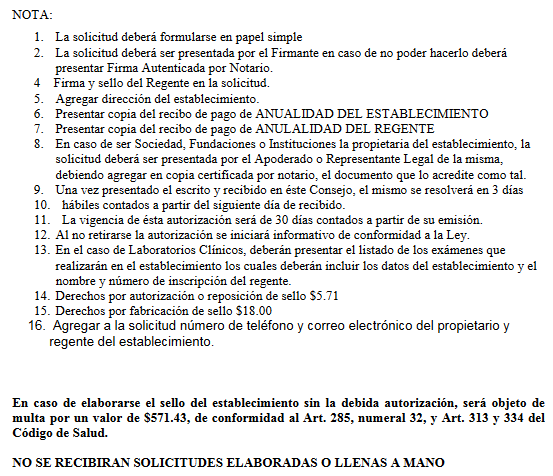 NOTA:
1. La solicitud deberá formularse en papel simple
2. La solicitud deberá ser presentada por el Firmante en caso de no poder hacerlo deberá
presentar Firma Autenticada por Notario.
4 Firma y sello del Regente en la solicitud.
5. Agregar dirección del establecimiento.
6. Presentar copia del recibo de pago de ANUALIDAD DEL ESTABLECIMIENTO
7. Presentar copia del recibo de pago de ANULALIDAD DEL REGENTE
8. En caso de ser Sociedad, Fundaciones o Instituciones la propietaria del establecimiento, la
solicitud deberá ser presentada por el Apoderado o Representante Legal de la misma,
debiendo agregar en copia certificada por notario, el documento que lo acredite como tal.
9. Una vez presentado el escrito y recibido en éste Consejo, el mismo se resolverá en 3 días
10. hábiles contados a partir del siguiente día de recibido.
11. La vigencia de ésta autorización será de 30 días contados a partir de su emisión.
12. Al no retirarse la autorización se iniciará informativo de conformidad a la Ley.
13. En el caso de Laboratorios Clínicos, deberán presentar el listado de los exámenes que
realizarán en el establecimiento los cuales deberán incluir los datos del establecimiento y el
nombre y número de inscripción del regente.
14. Derechos por autorización o reposición de sello $5.71
15. Derechos por fabricación de sello $18.00
16. Agregar a la solicitud número de teléfono y correo electrónico del propietario y
regente del establecimiento.
En caso de elaborarse el sello del establecimiento sin la debida autorización, será objeto de
multa por un valor de $571.43, de conformidad al Art. 285, numeral 32, y Art. 313 y 334 del
Código de Salud.
NO SE RECIBIRAN SOLICITUDES ELABORADAS O LLENAS A MANO